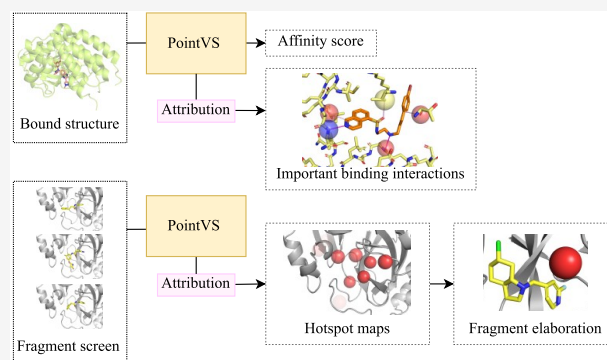 PointVS
Affinity score
Bound structure
Attribution
Important binding interactions
PointVS
Attribution
Fragment screen
Hotspot maps
Fragment elaboration